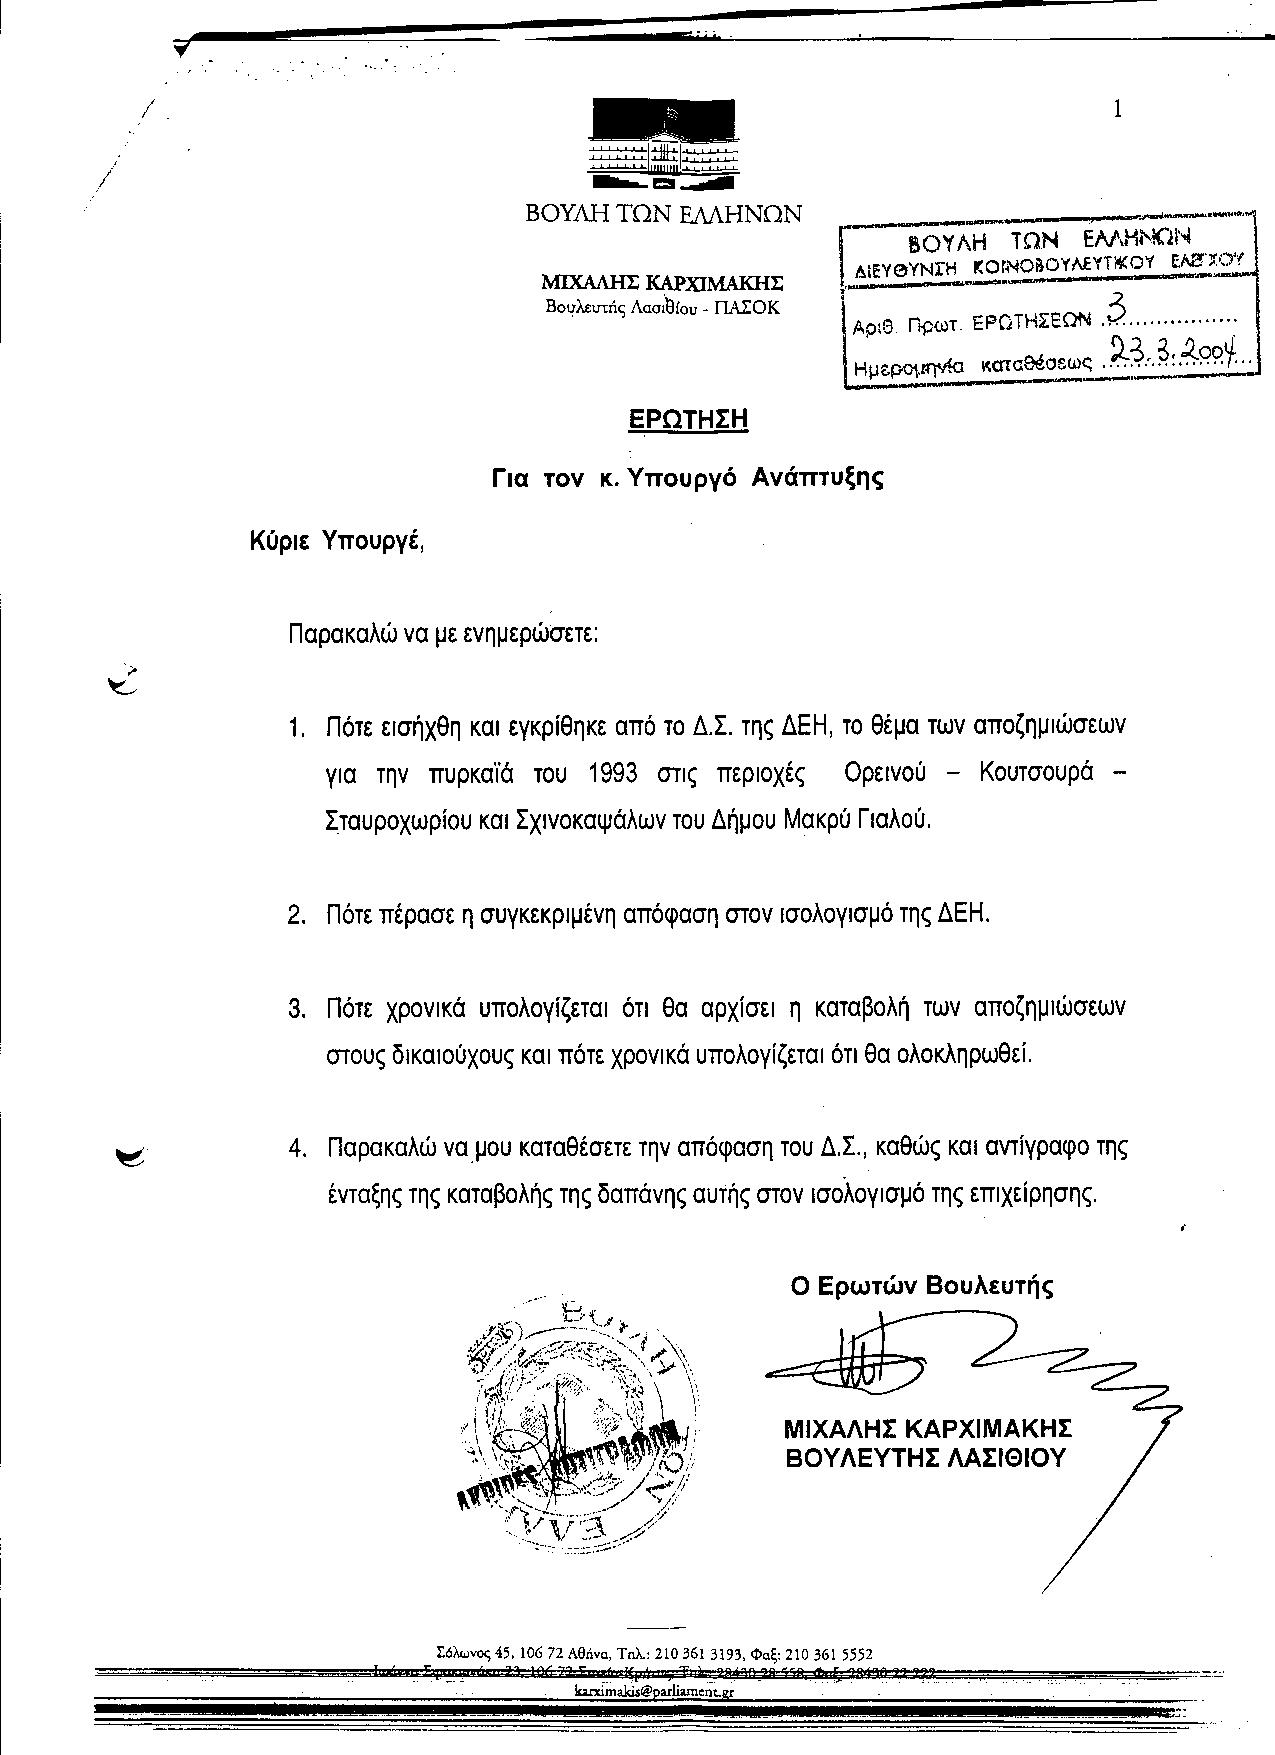 1
ΒΟΥΛΗ ΤΩΝ ΕΛΛΗΝΩΝ
ΜΙΧΑΛΗΣ ΚΑΡΧΙΜΑΚΗΣ
Βουλευτής Λασιθίου - ΠΑΣΟΚ
ΒΟΥΛΗ ΤΩΝ ΕΛΛΗΝΩΝ
ΔΙΕΥΘΥΝΣΗ ΚΟΙΝΟΒΟΥΛΕΥΤΙΚΟΥ ΕΛΕΓΧΟΥ
Αριθ. Πρωτ. ΕΡΩΤΗΣΕΩΝ 3
Ημερομηνία καταθέσεως 23.3.2004
ΕΡΩΤΗΣΗ
Για τον κ. Υπουργό Ανάπτυξης
Κύριε Υπουργέ,
Παρακαλώ να με ενημερώσετε:
1. Πότε εισήχθη και εγκρίθηκε από το Δ.Σ. της ΔΕΗ, το θέμα των αποζημιώσεων
για την πυρκαϊά του 1993 στις περιοχές Ορεινού – Κουτσουρά –
Σταυροχωρίου και Σχινοκαψάλων του Δήμου Μακρύ Γιαλού.
2. Πότε πέρασε η συγκεκριμένη απόφαση στον ισολογισμό της ΔΕΗ.
3. Πότε χρονικά υπολογίζεται ότι θα αρχίσει η καταβολή των αποζημιώσεων
στους δικαιούχους και πότε χρονικά υπολογίζεται ότι θα ολοκληρωθεί.
4. Παρακαλώ να μου καταθέσετε την απόφαση του Δ.Σ., καθώς και αντίγραφο της
ένταξης της καταβολής της δαπάνης αυτής στον ισολογισμό της επιχείρησης.
Ο Ερωτών Βουλευτής
ΒΟΥΛΗ
ΑΚΡΙΒΕΣ ΑΝΤΙΓΡΑΦΟΝ
ΜΙΧΑΛΗΣ ΚΑΡΧΙΜΑΚΗΣ
ΒΟΥΛΕΥΤΗΣ ΛΑΣΙΘΙΟΥ
Σόλωνος 45, 106 72 Αθήνα, Τηλ.: 210 361 3193, Φαξ: 210 361 5552
karximakis@parliament.gr